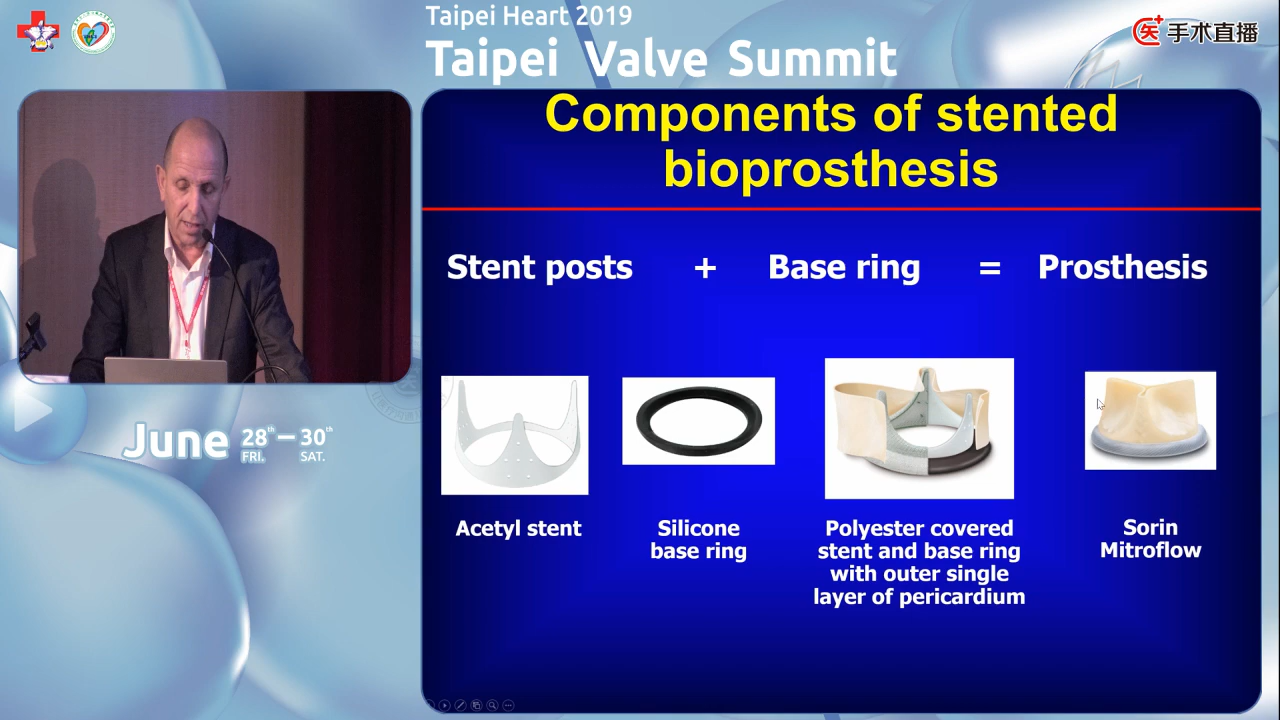 Taipei Heart 2019
Taipei Valve Summit
医 手术直播
Components of stented
bioprosthesis
Stent posts + Base ring = Prosthesis
Acetyl stent
Silicone
base ring
Polyester covered
stent and base ring
with outer single
layer of pericardium
Sorin
Mitroflow
June 28th – 30th
FRI. SAT.